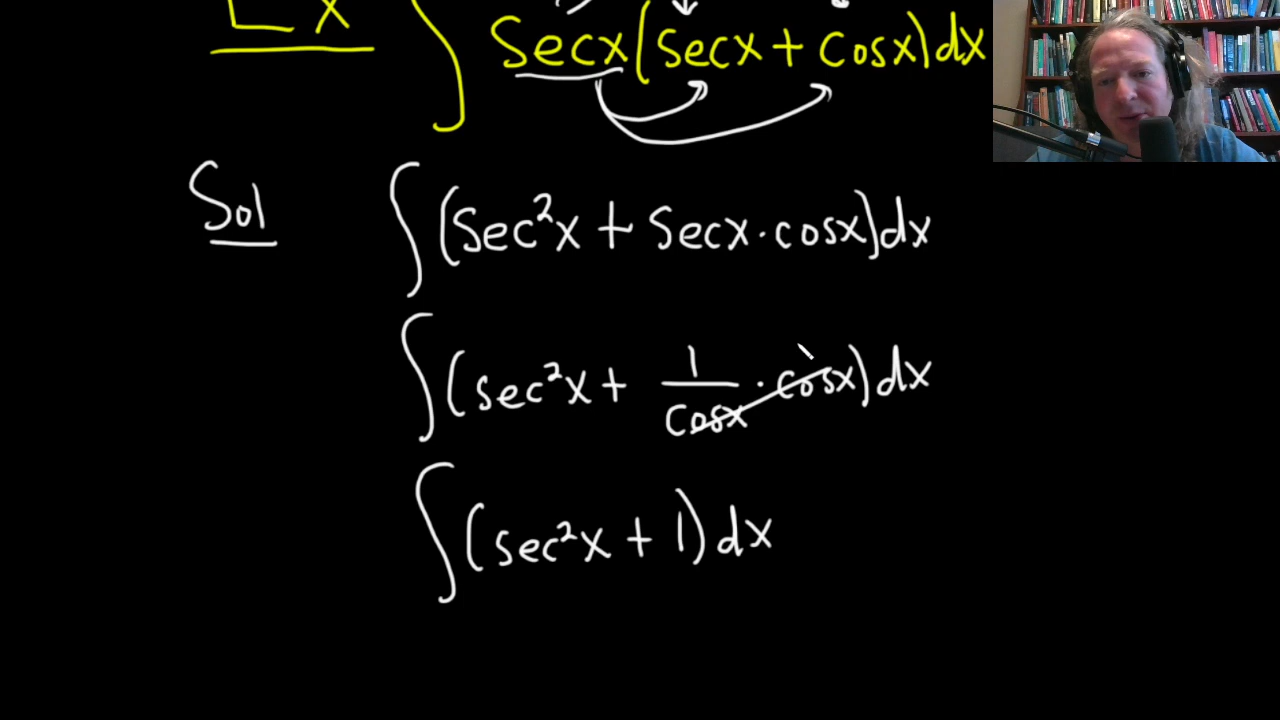 Ex ∫ Secx(secx + cosx)dx
Sol ∫ (Sec²x + Secx·cosx)dx
∫ (sec²x + 1/cosx · cosx)dx
∫ (sec²x + 1)dx